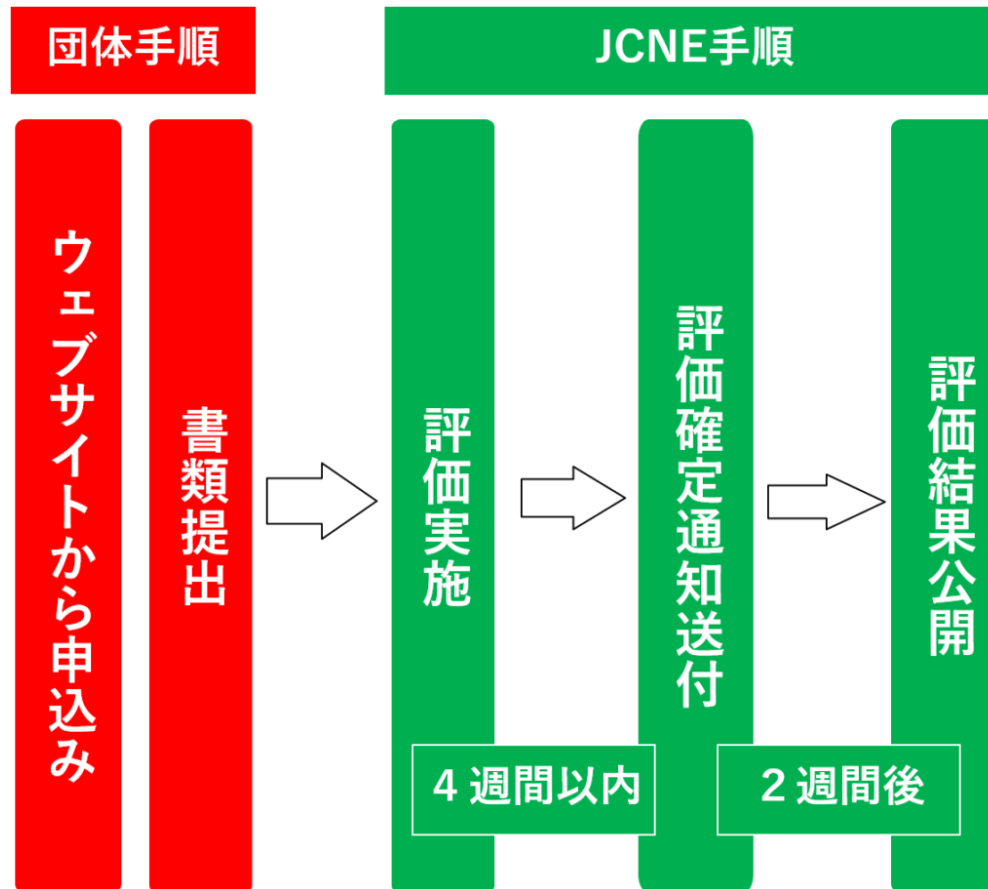 団体手順
JCNE手順
ウェブサイトから申込み
書類提出
評価実施
評価確定通知送付
評価結果公開
4週間以内
2週間後